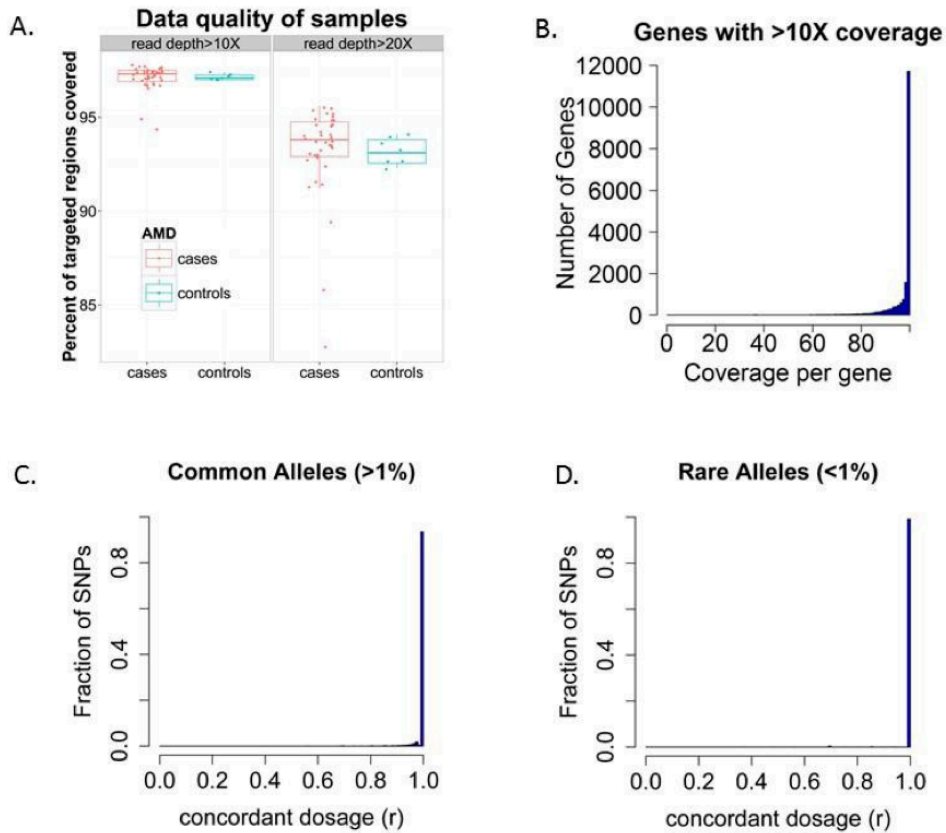 A.
Data quality of samples
read depth>10X
read depth>20X
Percent of targeted regions covered
95
90
85
AMD
cases
controls
cases
controls
cases
controls
B.
Genes with >10X coverage
Number of Genes
12000
10000
8000
6000
4000
2000
0
0 20 40 60 80
Coverage per gene
C.
Common Alleles (>1%)
Fraction of SNPs
0.8
0.4
0.0
0.0 0.2 0.4 0.6 0.8 1.0
concordant dosage (r)
D.
Rare Alleles (<1%)
Fraction of SNPs
0.8
0.4
0.0
0.0 0.2 0.4 0.6 0.8 1.0
concordant dosage (r)